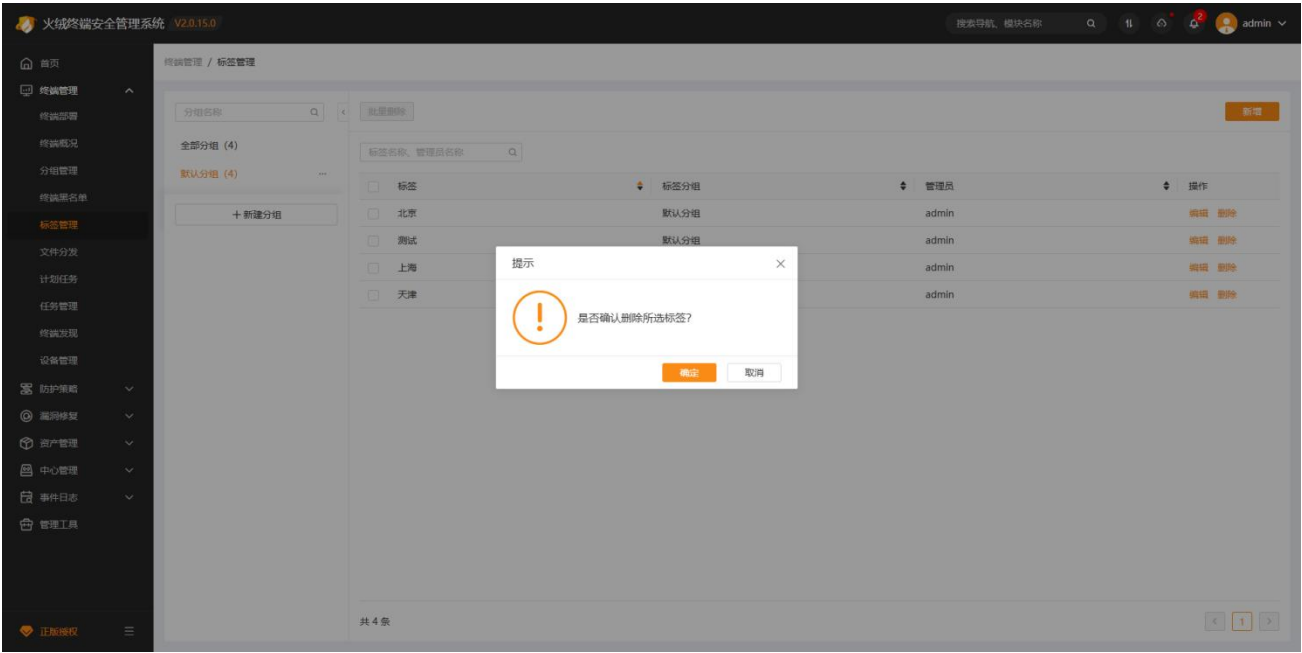 火绒终端安全管理系统 V2.0.15.0
搜索导航、模块名称
2
admin
首页
终端管理
终端部署
终端概况
分组管理
终端黑名单
标签管理
文件分发
计划任务
任务管理
终端发现
设备管理
防护策略
漏洞修复
资产管理
中心管理
事件日志
管理工具
正版授权
终端管理 / 标签管理
分组名称
全部分组 (4)
默认分组 (4) ...
+ 新建分组
批量删除
新增
标签名称、管理员名称
标签 标签分组 管理员 操作
北京 默认分组 admin 编辑 删除
测试 默认分组 admin 编辑 删除
上海 admin 编辑 删除
天津 admin 编辑 删除
提示
是否确认删除所选标签?
确定 取消
共 4 条
< 1 >